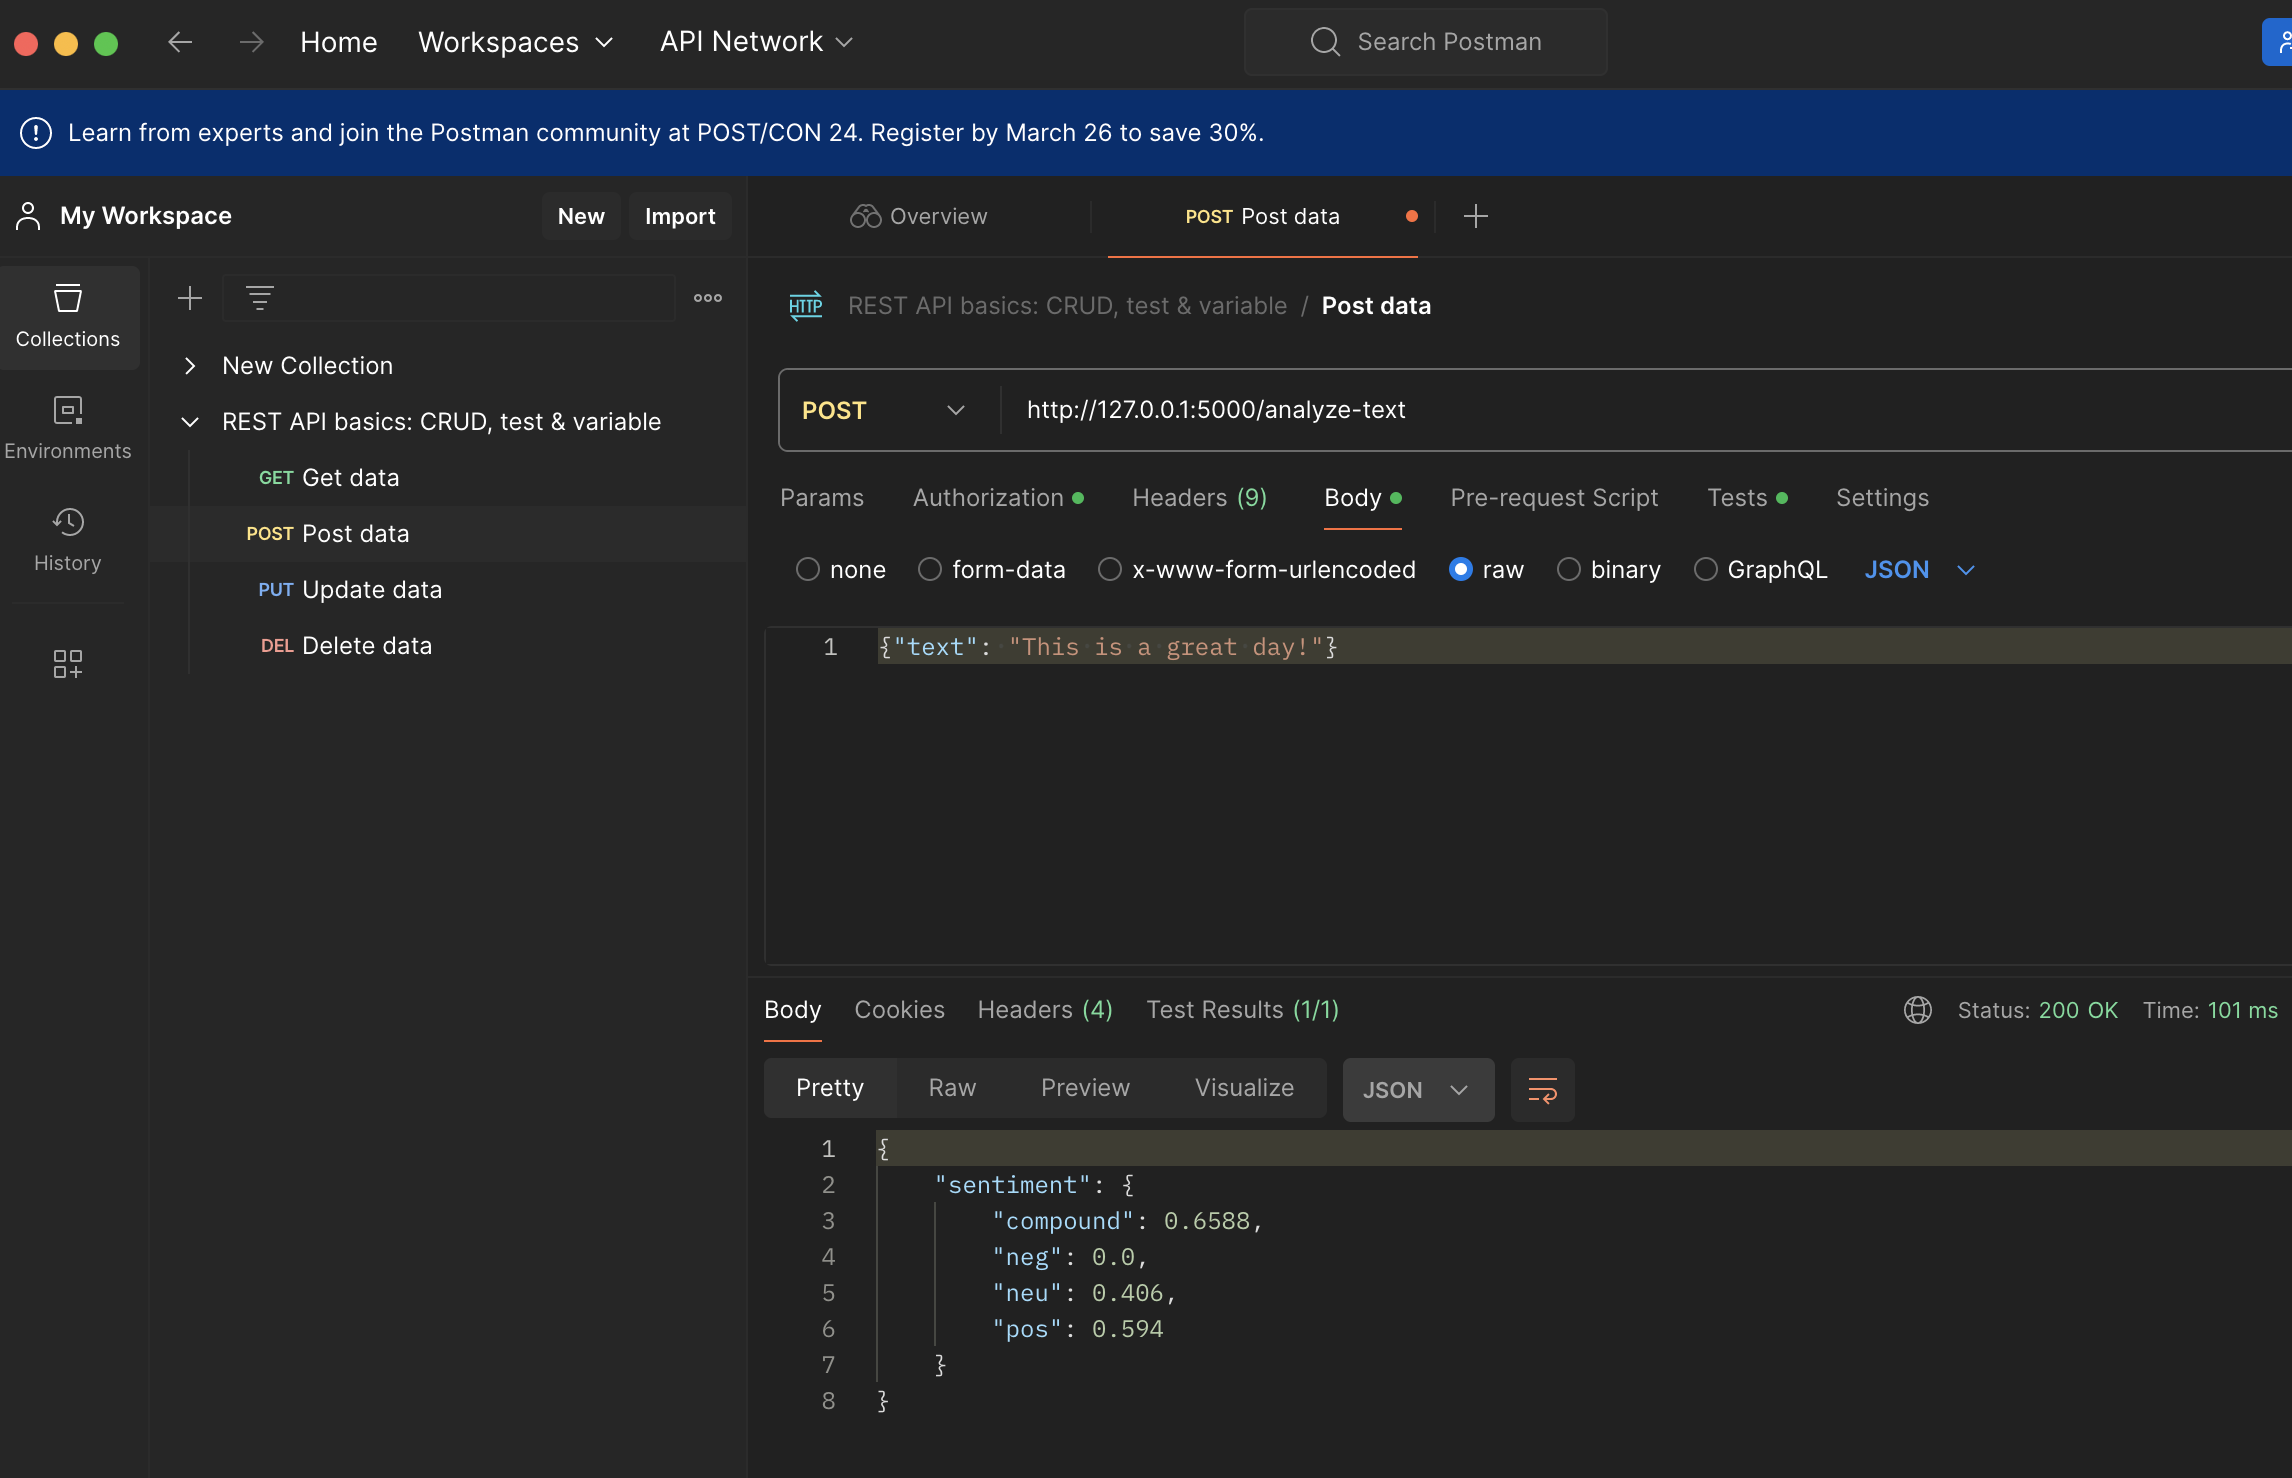 Home Workspaces API Network Search Postman
Learn from experts and join the Postman community at POST/CON 24. Register by March 26 to save 30%.
My Workspace New Import
Overview POST Post data
Collections
Environments
History
New Collection
REST API basics: CRUD, test & variable
GET Get data
POST Post data
PUT Update data
DEL Delete data
HTTP REST API basics: CRUD, test & variable / Post data
POST http://127.0.0.1:5000/analyze-text
Params Authorization Headers (9) Body Pre-request Script Tests Settings
none form-data x-www-form-urlencoded raw binary GraphQL JSON
1 {"text": "This is a great day!"}
Body Cookies Headers (4) Test Results (1/1) Status: 200 OK Time: 101 ms
Pretty Raw Preview Visualize JSON
1 {
2 "sentiment": {
3 "compound": 0.6588,
4 "neg": 0.0,
5 "neu": 0.406,
6 "pos": 0.594
7 }
8 }